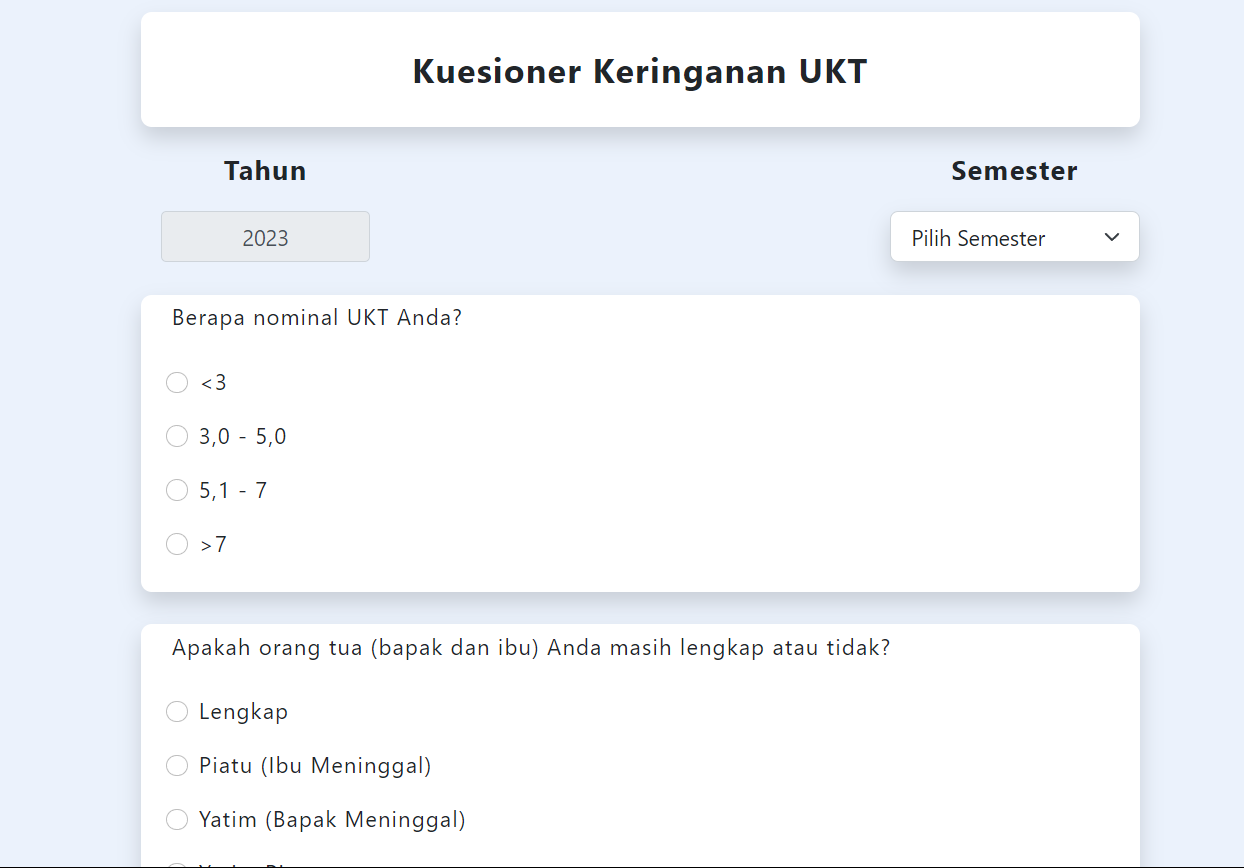 Kuesioner Keringanan UKT
Tahun
Semester
2023
Pilih Semester
Berapa nominal UKT Anda?
<3
3,0 - 5,0
5,1 - 7
>7
Apakah orang tua (bapak dan ibu) Anda masih lengkap atau tidak?
Lengkap
Piatu (Ibu Meninggal)
Yatim (Bapak Meninggal)